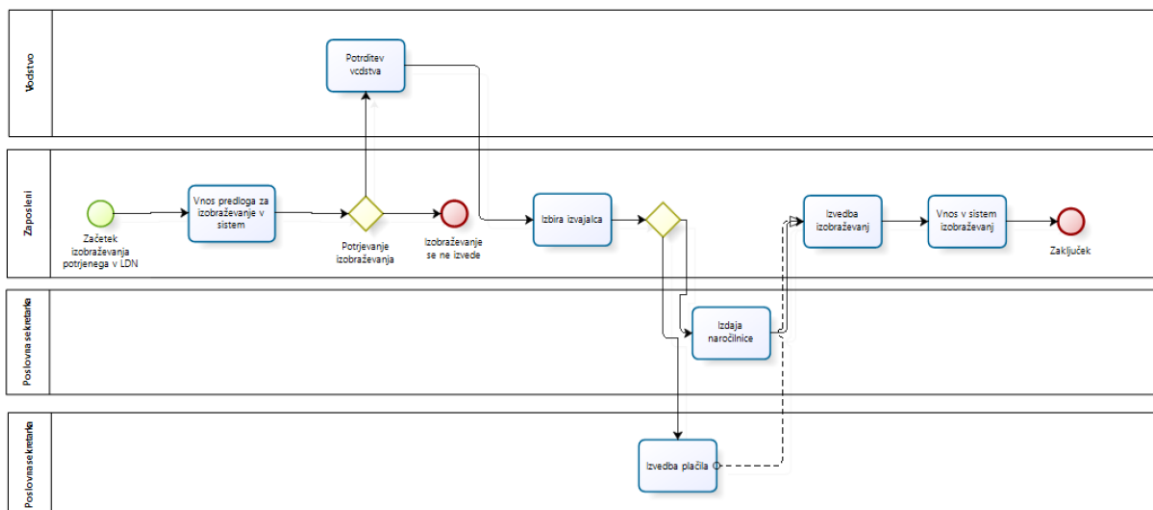 Vodstvo
Potrditev
vcdstva
Zaposleni
Začetek
izobraževanja
potrjenega v LDN
Vnos predloga za
izobraževanje v
sistem
Potrjevanje
izobraževanja
Izobraževanje
se ne izvede
Izbira izvajalca
Izvedba
izobraževanj
Vnos v sistem
izobraževanj
Zaključek
Poslovna sekretarka
Izdaja
naročilnice
Poslovna sekretarka
Izvedba plačila